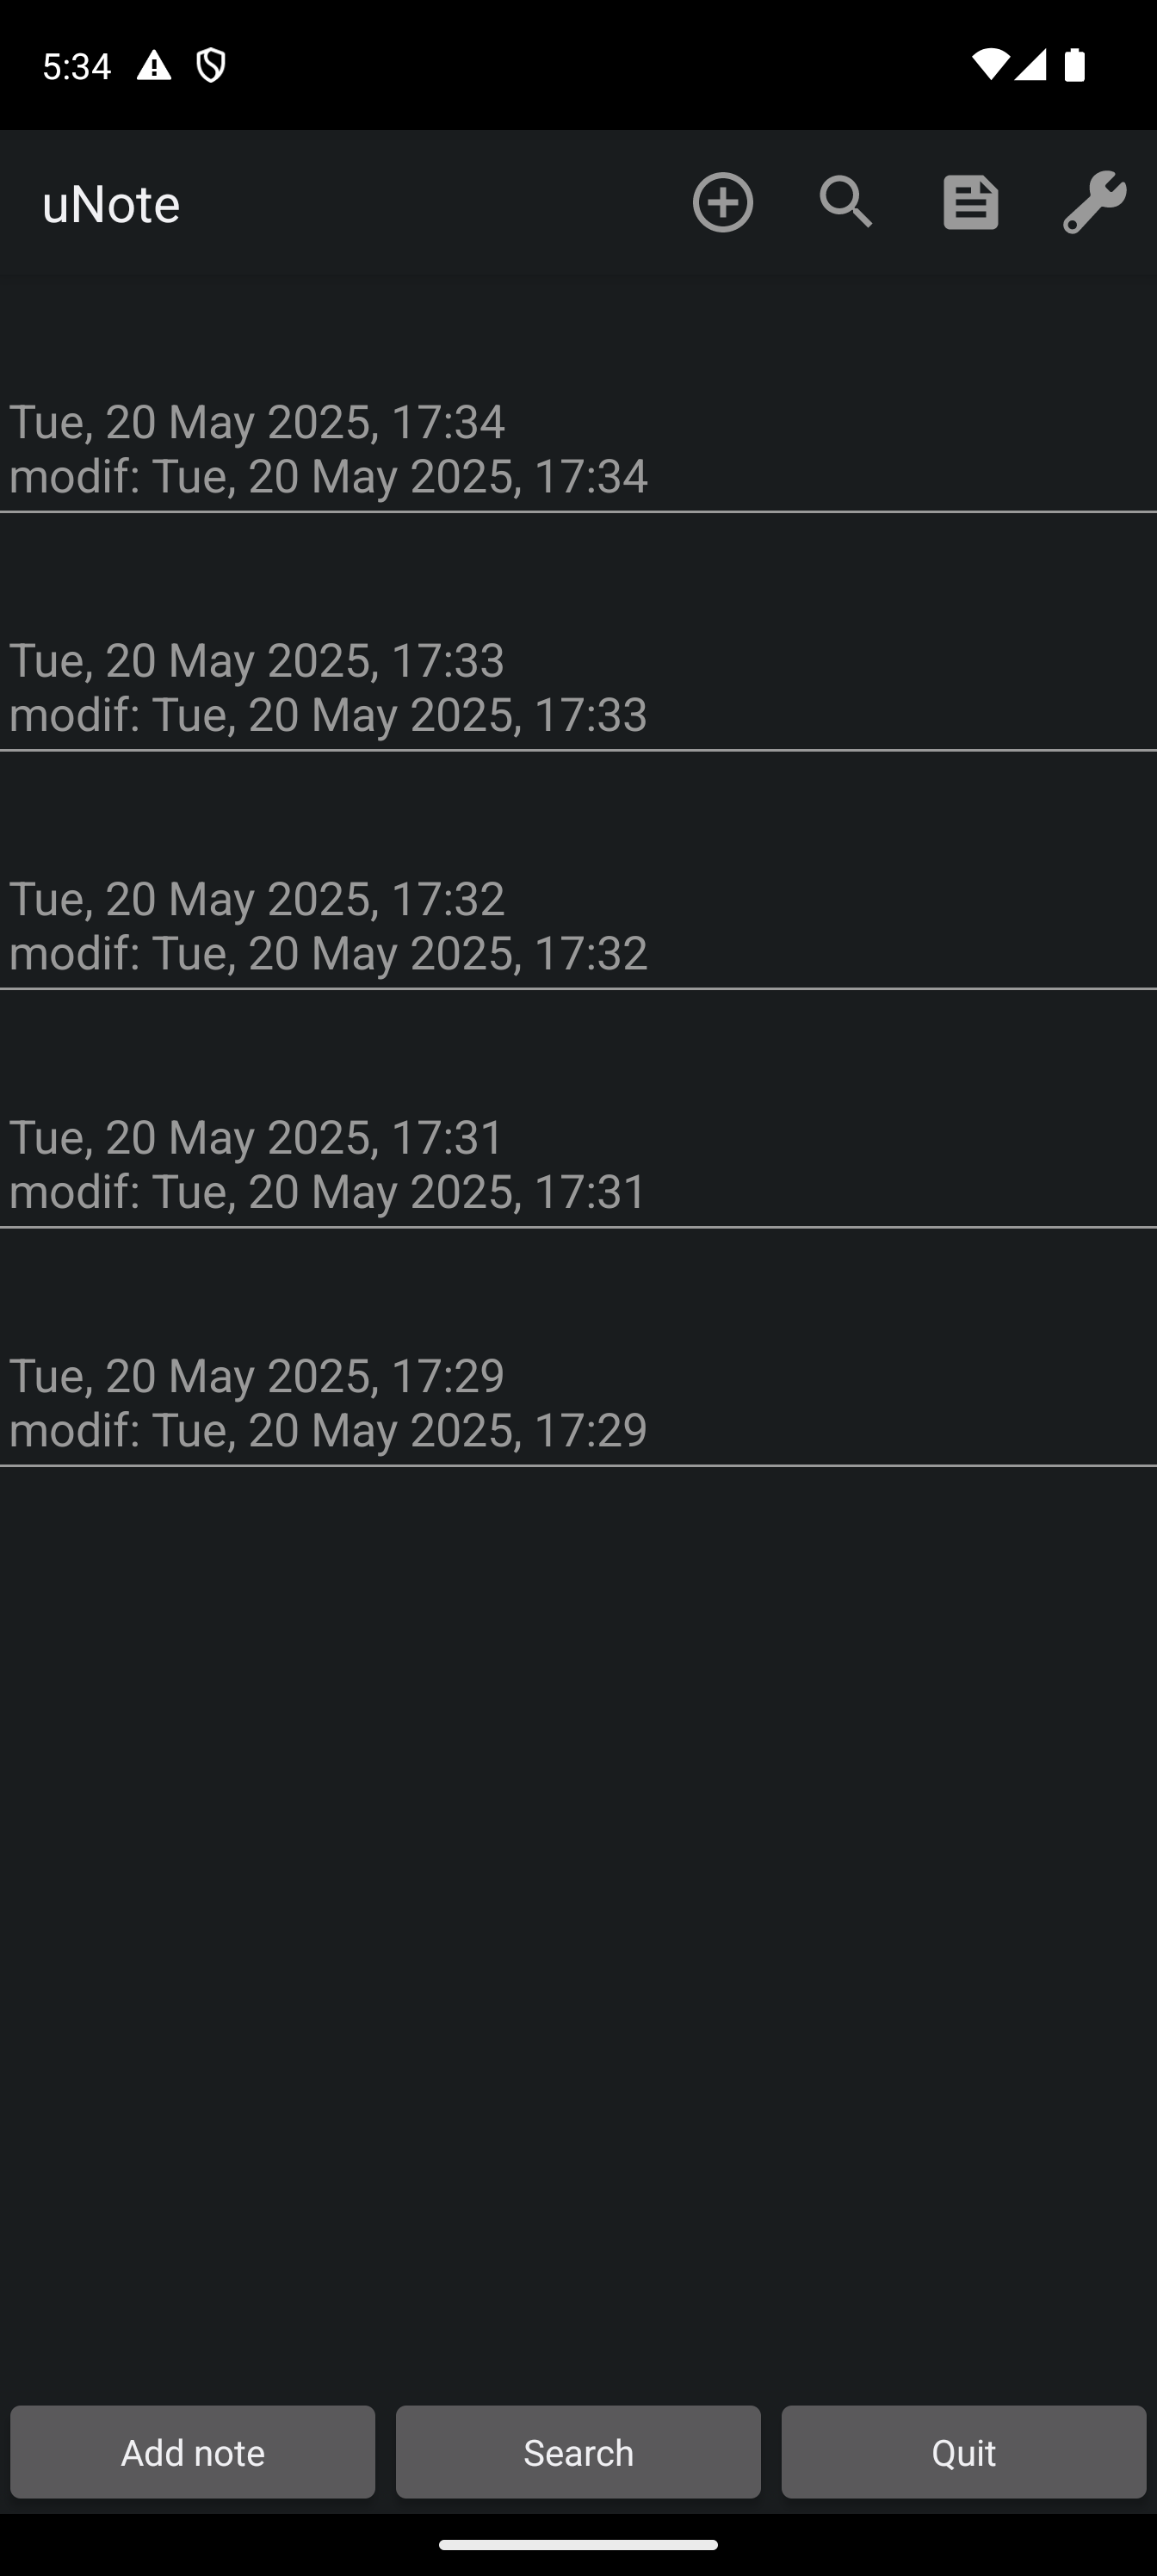 5:34
uNote
Tue, 20 May 2025, 17:34
modif: Tue, 20 May 2025, 17:34
Tue, 20 May 2025, 17:33
modif: Tue, 20 May 2025, 17:33
Tue, 20 May 2025, 17:32
modif: Tue, 20 May 2025, 17:32
Tue, 20 May 2025, 17:31
modif: Tue, 20 May 2025, 17:31
Tue, 20 May 2025, 17:29
modif: Tue, 20 May 2025, 17:29
Add note Search Quit